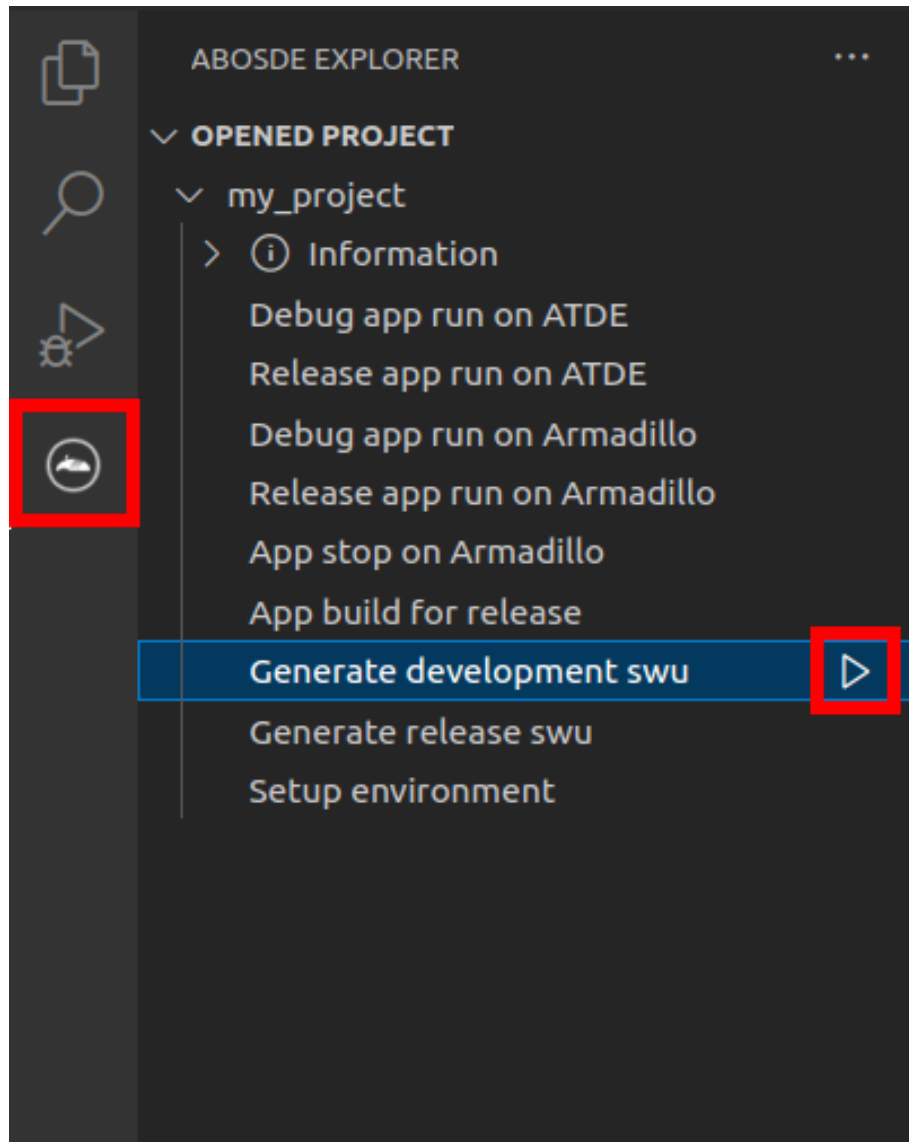 ABOSDE EXPLORER
OPENED PROJECT
my_project
Information
Debug app run on ATDE
Release app run on ATDE
Debug app run on Armadillo
Release app run on Armadillo
App stop on Armadillo
App build for release
Generate development swu
Generate release swu
Setup environment